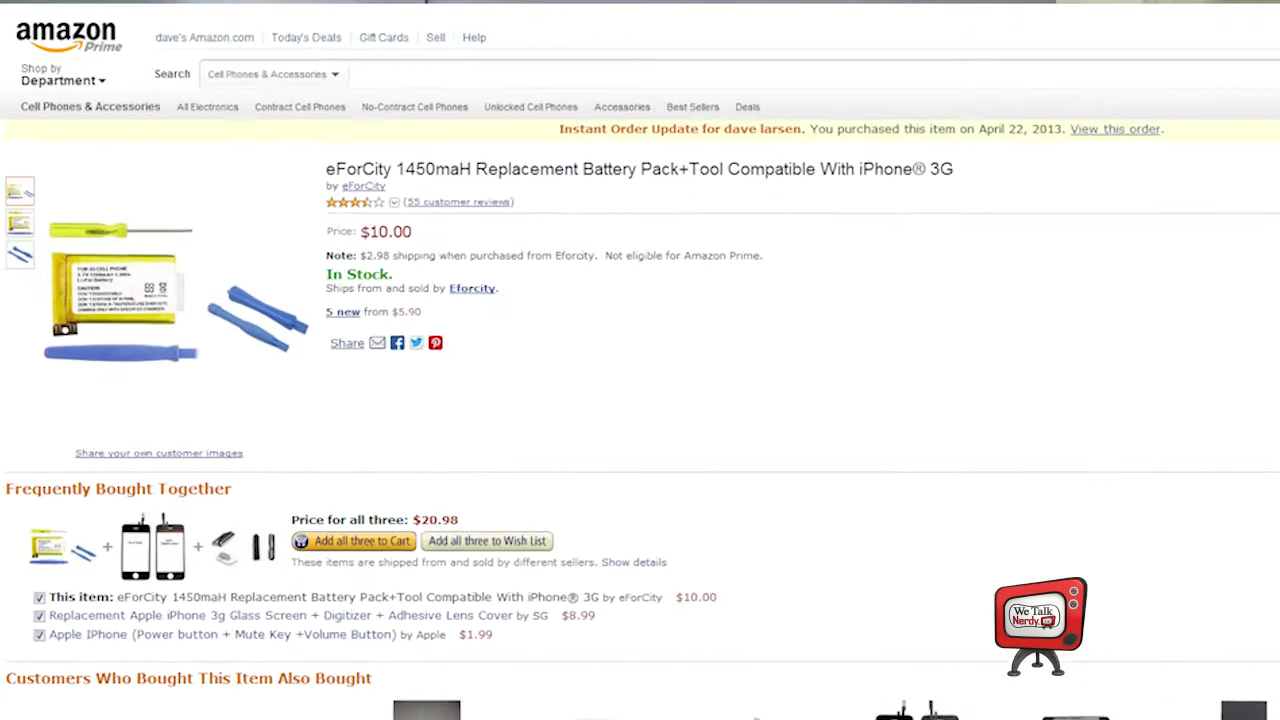 amazon
Prime
dave's Amazon.com
Today's Deals
Gift Cards
Sell
Help
Shop by
Department
Search
Cell Phones & Accessories
Cell Phones & Accessories
All Electronics
Contract Cell Phones
No-Contract Cell Phones
Unlocked Cell Phones
Accessories
Best Sellers
Deals
Instant Order Update for dave larsen. You purchased this item on April 22, 2013. View this order.
eForCity 1450maH Replacement Battery Pack+Tool Compatible With iPhone® 3G
by eForCity
(55 customer reviews)
Price: $10.00
Note: $2.98 shipping when purchased from Eforcity. Not eligible for Amazon Prime.
In Stock.
Ships from and sold by Eforcity.
5 new from $5.90
Share
FOR 3G CELL PHONE
CAUTION
Share your own customer images
Frequently Bought Together
Price for all three: $20.98
Add all three to Cart
Add all three to Wish List
These items are shipped from and sold by different sellers. Show details
This item: eForCity 1450maH Replacement Battery Pack+Tool Compatible With iPhone® 3G by eForCity $10.00
Replacement Apple iPhone 3g Glass Screen + Digitizer + Adhesive Lens Cover by SG $8.99
Apple IPhone (Power button + Mute Key +Volume Button) by Apple $1.99
We Talk
Nerdy
Customers Who Bought This Item Also Bought